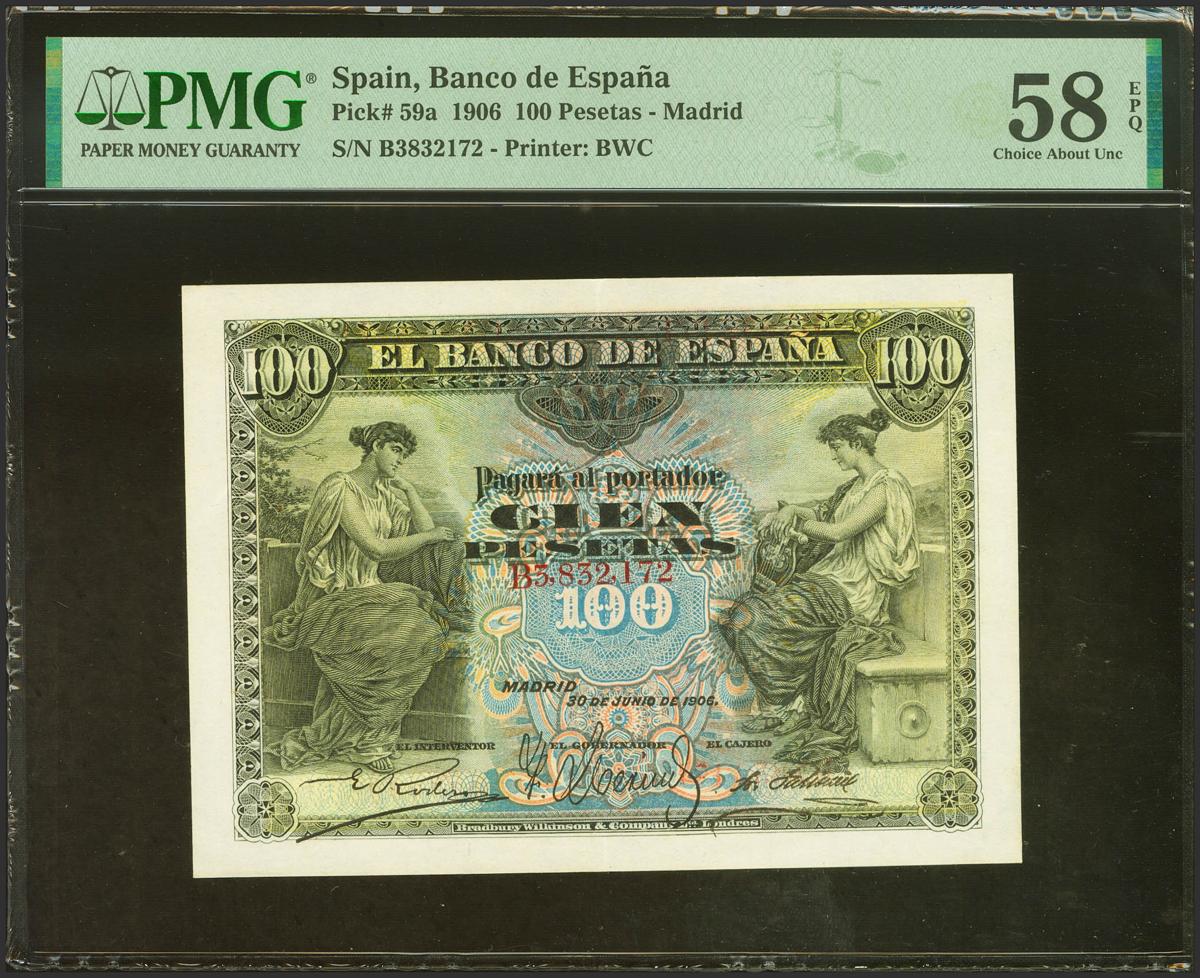 PMG®
PAPER MONEY GUARANTY
Spain, Banco de España
Pick# 59a 1906 100 Pesetas - Madrid
S/N B3832172 - Printer: BWC
58
EPQ
Choice About Unc
100
EL BANCO DE ESPAÑA
100
Pagará al portador
CIEN
PESETAS
B3,832,172
100
MADRID
30 DE JUNIO DE 1906.
EL INTERVENTOR
EL GOBERNADOR
EL CAJERO
Bradbury Wilkinson & Company Ld. Londres